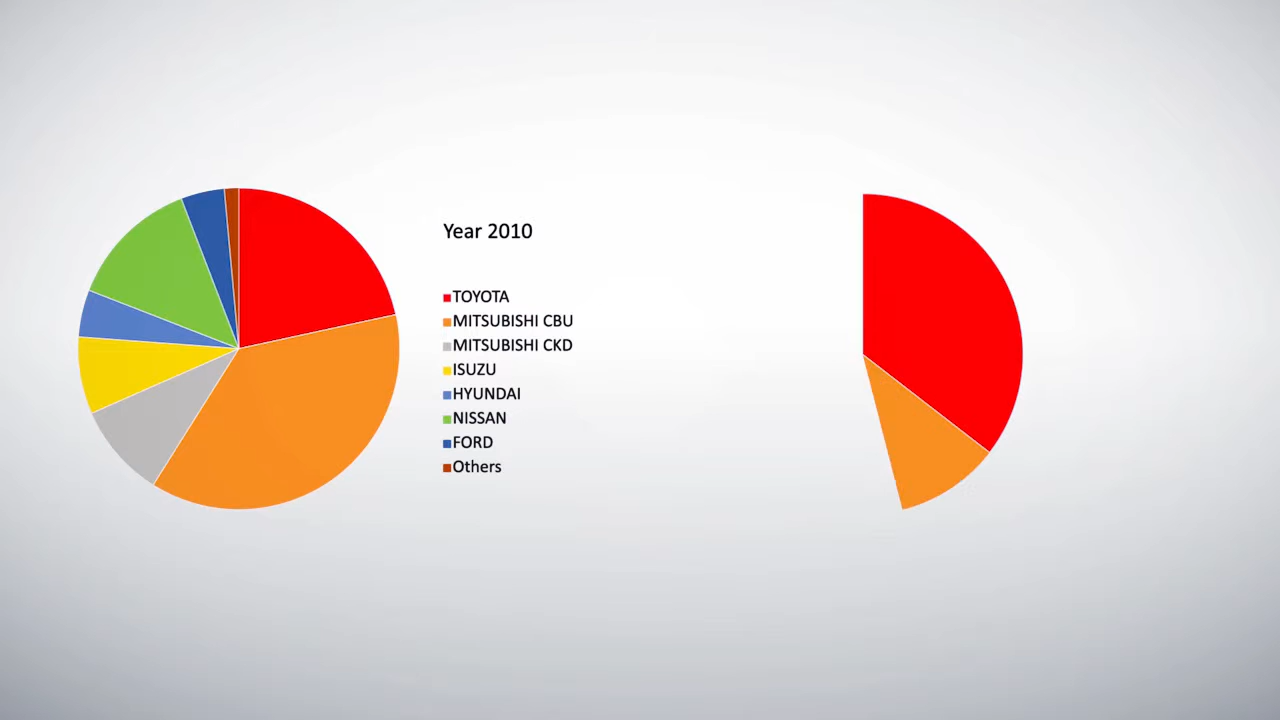 Year 2010
TOYOTA
MITSUBISHI CBU
MITSUBISHI CKD
ISUZU
HYUNDAI
NISSAN
FORD
Others